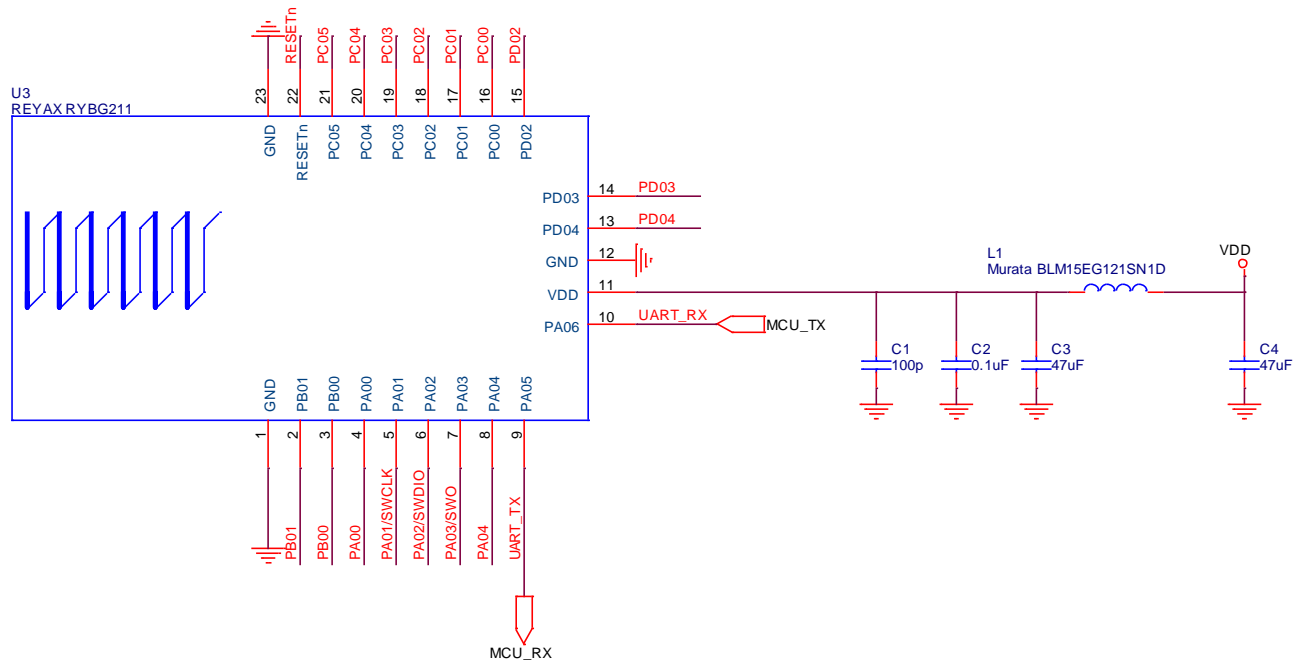 U3
REYAX RYBG211
RESETn
PC05
PC04
PC03
PC02
PC01
PC00
PD02
23
22
21
20
19
18
17
16
15
GND
RESETn
PC05
PC04
PC03
PC02
PC01
PC00
PD02
PD03
14
PD03
PD04
13
PD04
GND
12
VDD
11
PA06
10
UART_RX
MCU_TX
L1
Murata BLM15EG121SN1D
VDD
C1
100p
C2
0.1uF
C3
47uF
C4
47uF
GND
PB01
PB00
PA00
PA01
PA02
PA03
PA04
PA05
1
2
3
4
5
6
7
8
9
PB01
PB00
PA00
PA01/SWCLK
PA02/SWDIO
PA03/SWO
PA04
UART_TX
MCU_RX